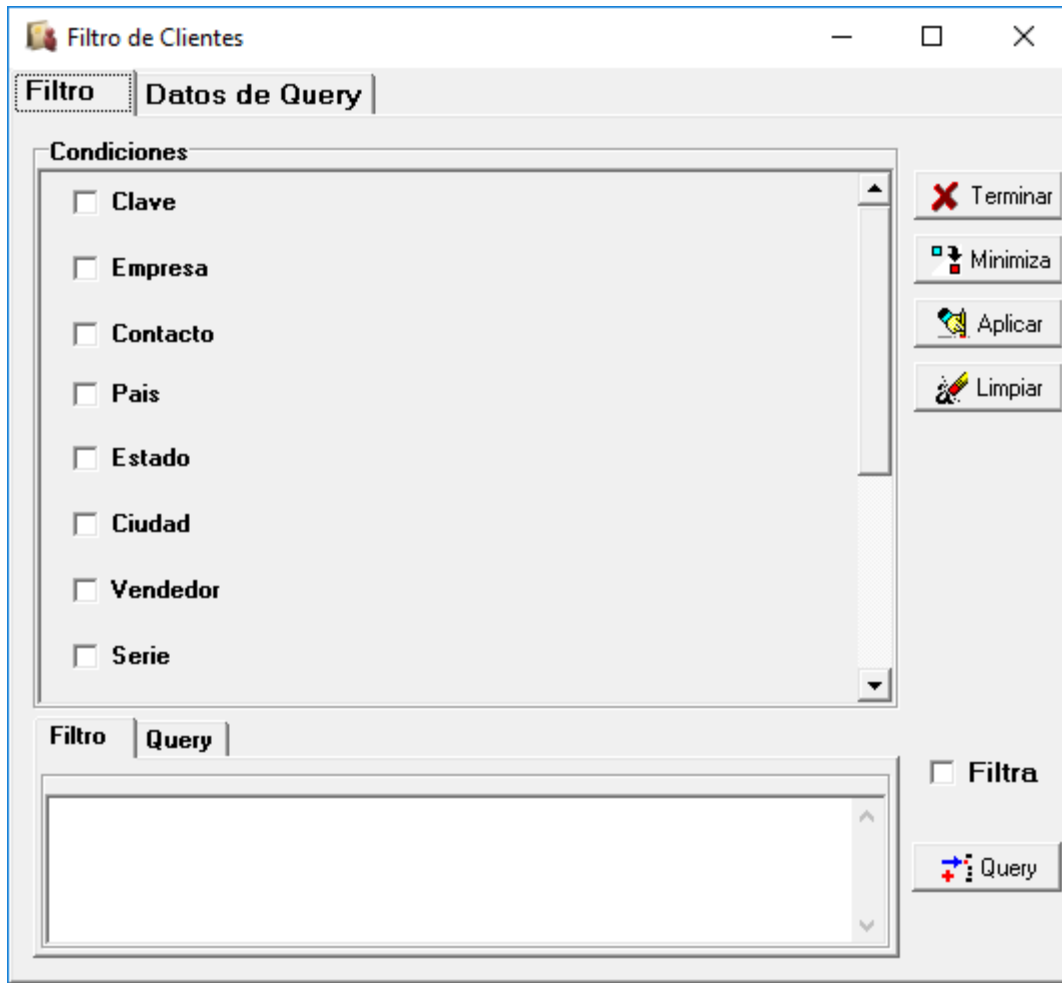 Filtro de Clientes
Filtro Datos de Query
Condiciones
Clave
Empresa
Contacto
Pais
Estado
Ciudad
Vendedor
Serie
Terminar
Minimiza
Aplicar
Limpiar
Filtro Query
Filtra
Query